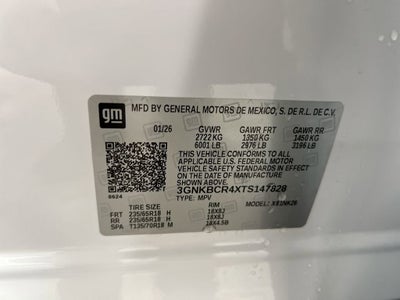 gm
MFD BY GENERAL MOTORS DE MEXICO, S. DE R.L. DE C.V.
01/26 GVWR GAWR FRT GAWR RR
2722 KG 1350 KG 1450 KG
6001 LB 2976 LB 3196 LB
THIS VEHICLE CONFORMS TO ALL
APPLICABLE U.S. FEDERAL MOTOR
VEHICLE SAFETY STANDARDS IN EFFECT ON
THE DATE OF MANUFACTURE SHOWN ABOVE.
3GNKBCR4XTS147828
TYPE: MPV MODEL:
8624
TIRE SIZE RIM
FRT 235/65R18 H 18X8J
RR 235/65R18 H 18X8J
SPA T135/70R18 M 18X4.5B